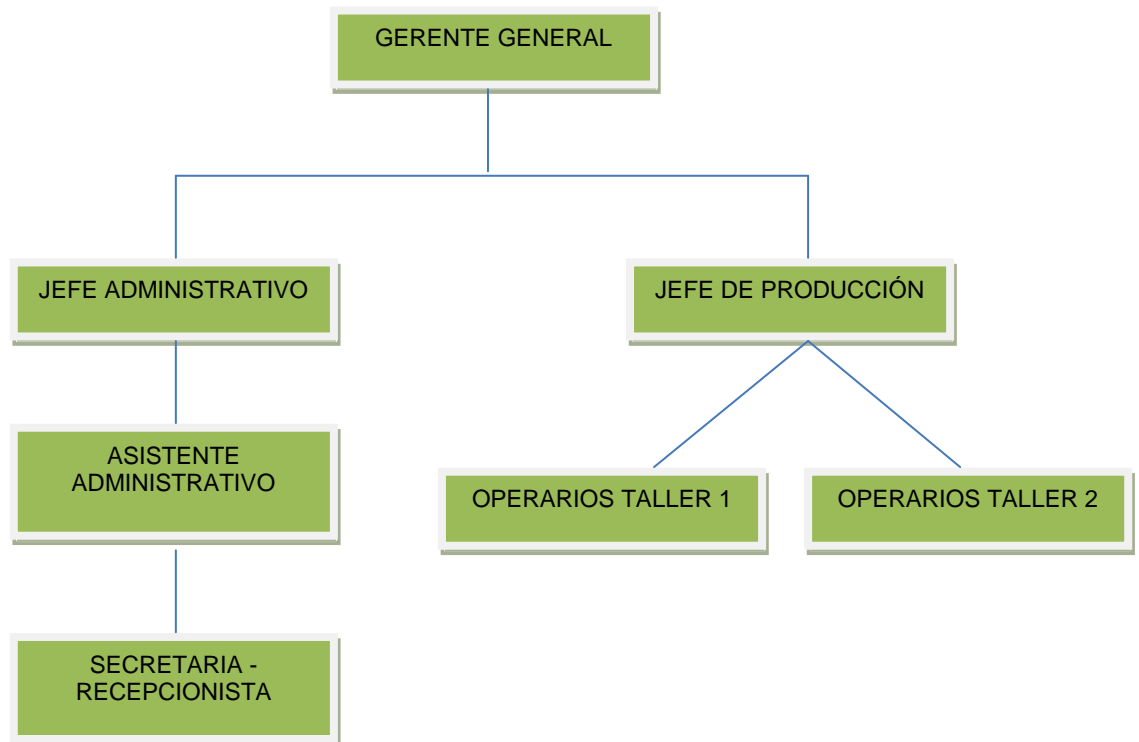 GERENTE GENERAL
JEFE ADMINISTRATIVO
JEFE DE PRODUCCIÓN
ASISTENTE
ADMINISTRATIVO
OPERARIOS TALLER 1
OPERARIOS TALLER 2
SECRETARIA -
RECEPCIONISTA